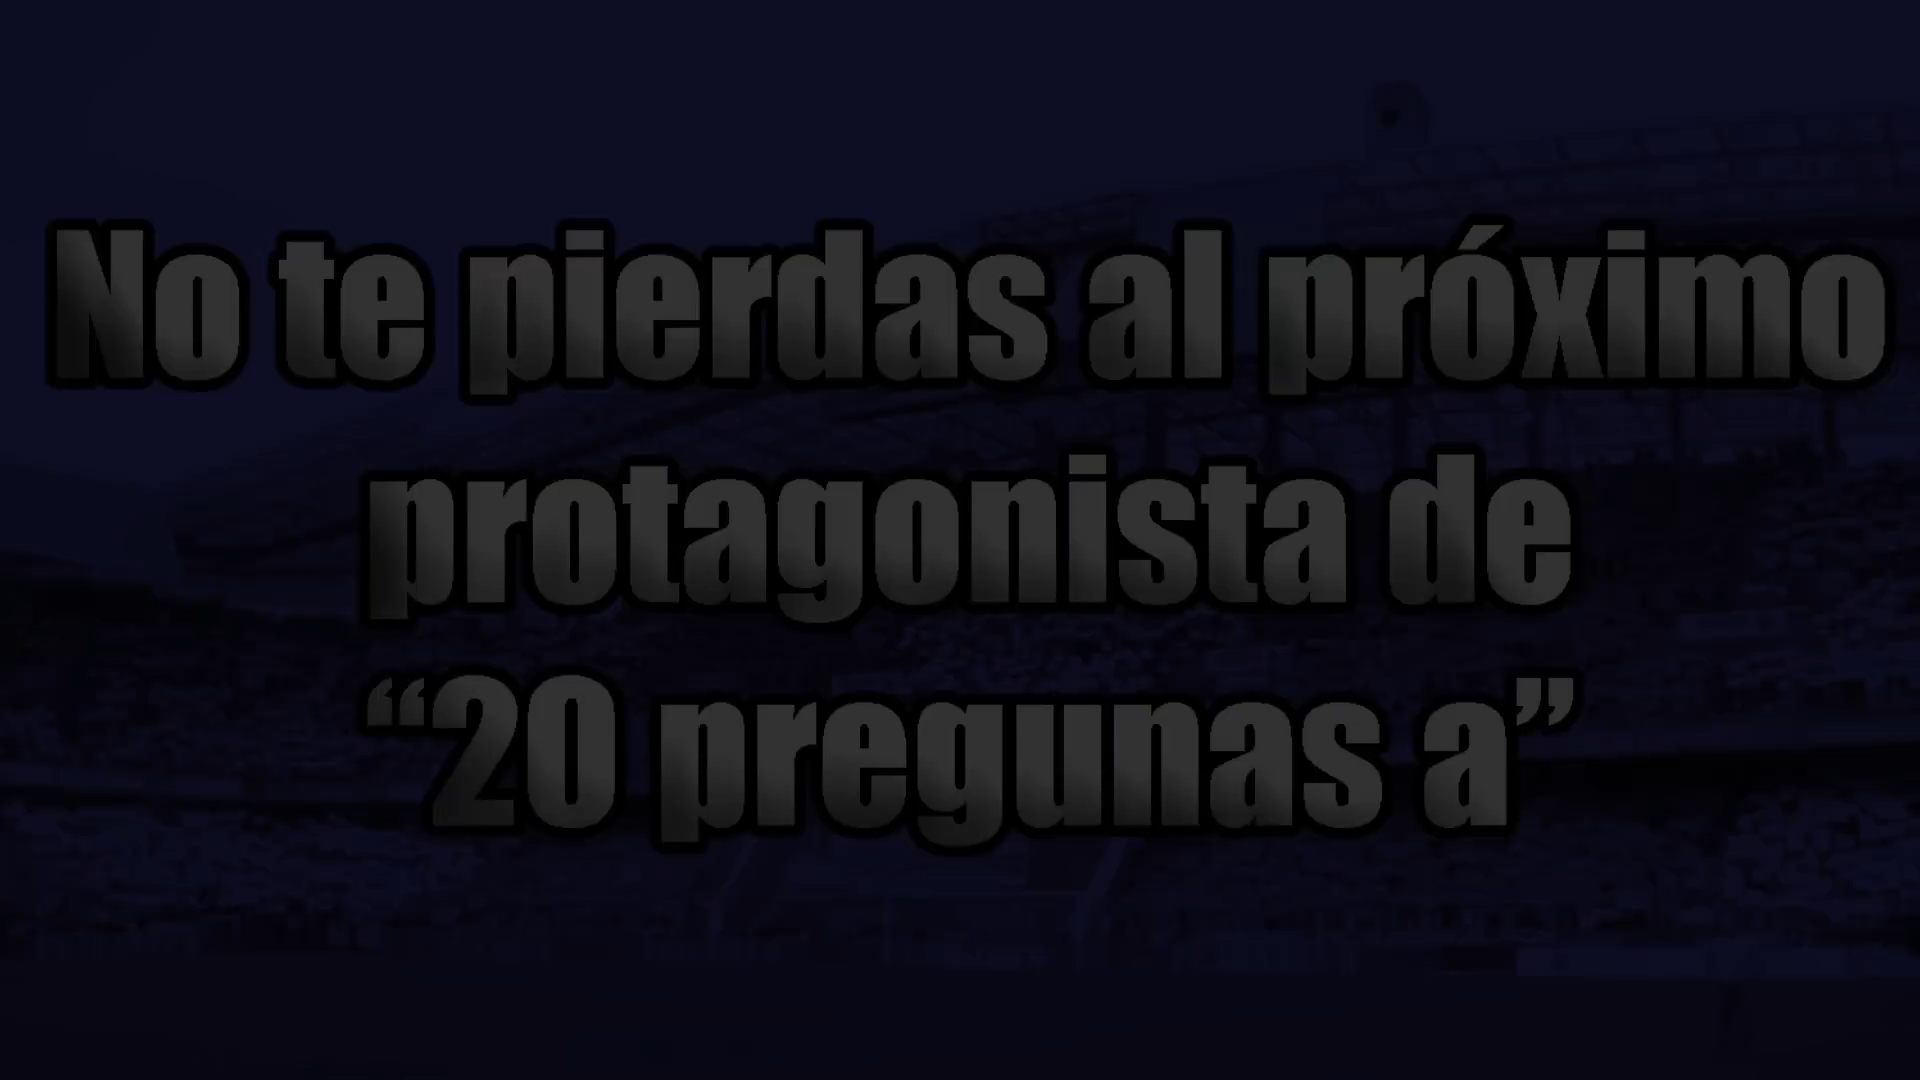 No te pierdas al próximo
protagonista de
“20 pregunas a”